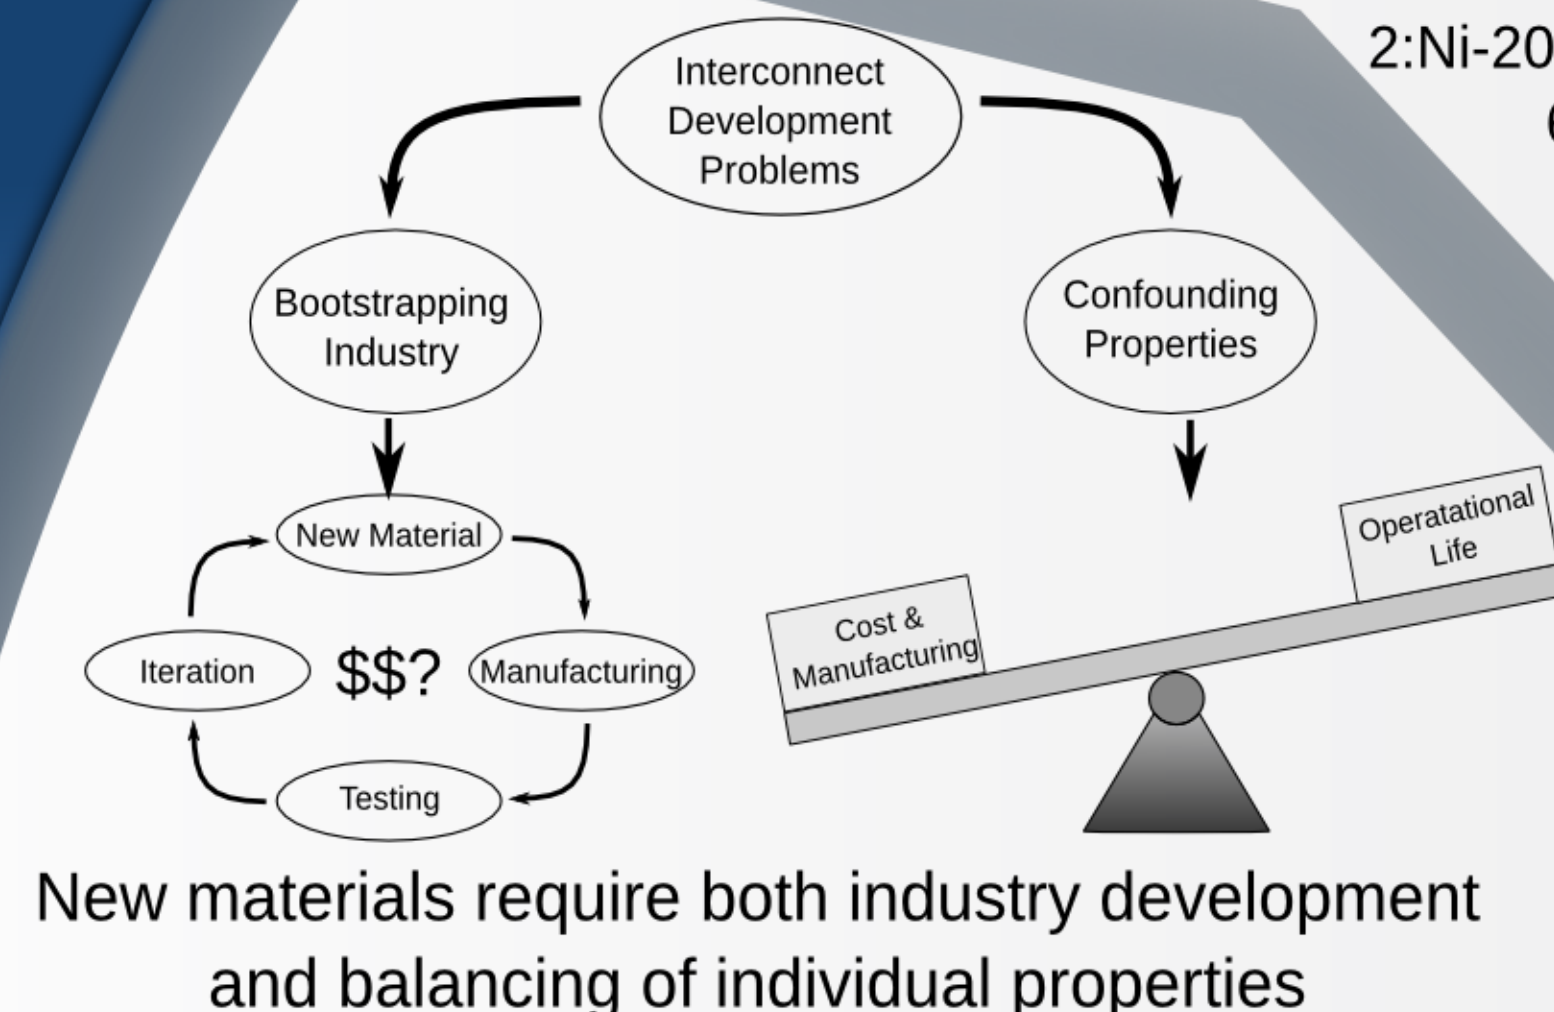 Interconnect
Development
Problems
2:Ni-20
Bootstrapping
Industry
Confounding
Properties
New Material
Iteration
$$?
Manufacturing
Testing
Cost &
Manufacturing
Operatational
Life
New materials require both industry development
and balancing of individual properties